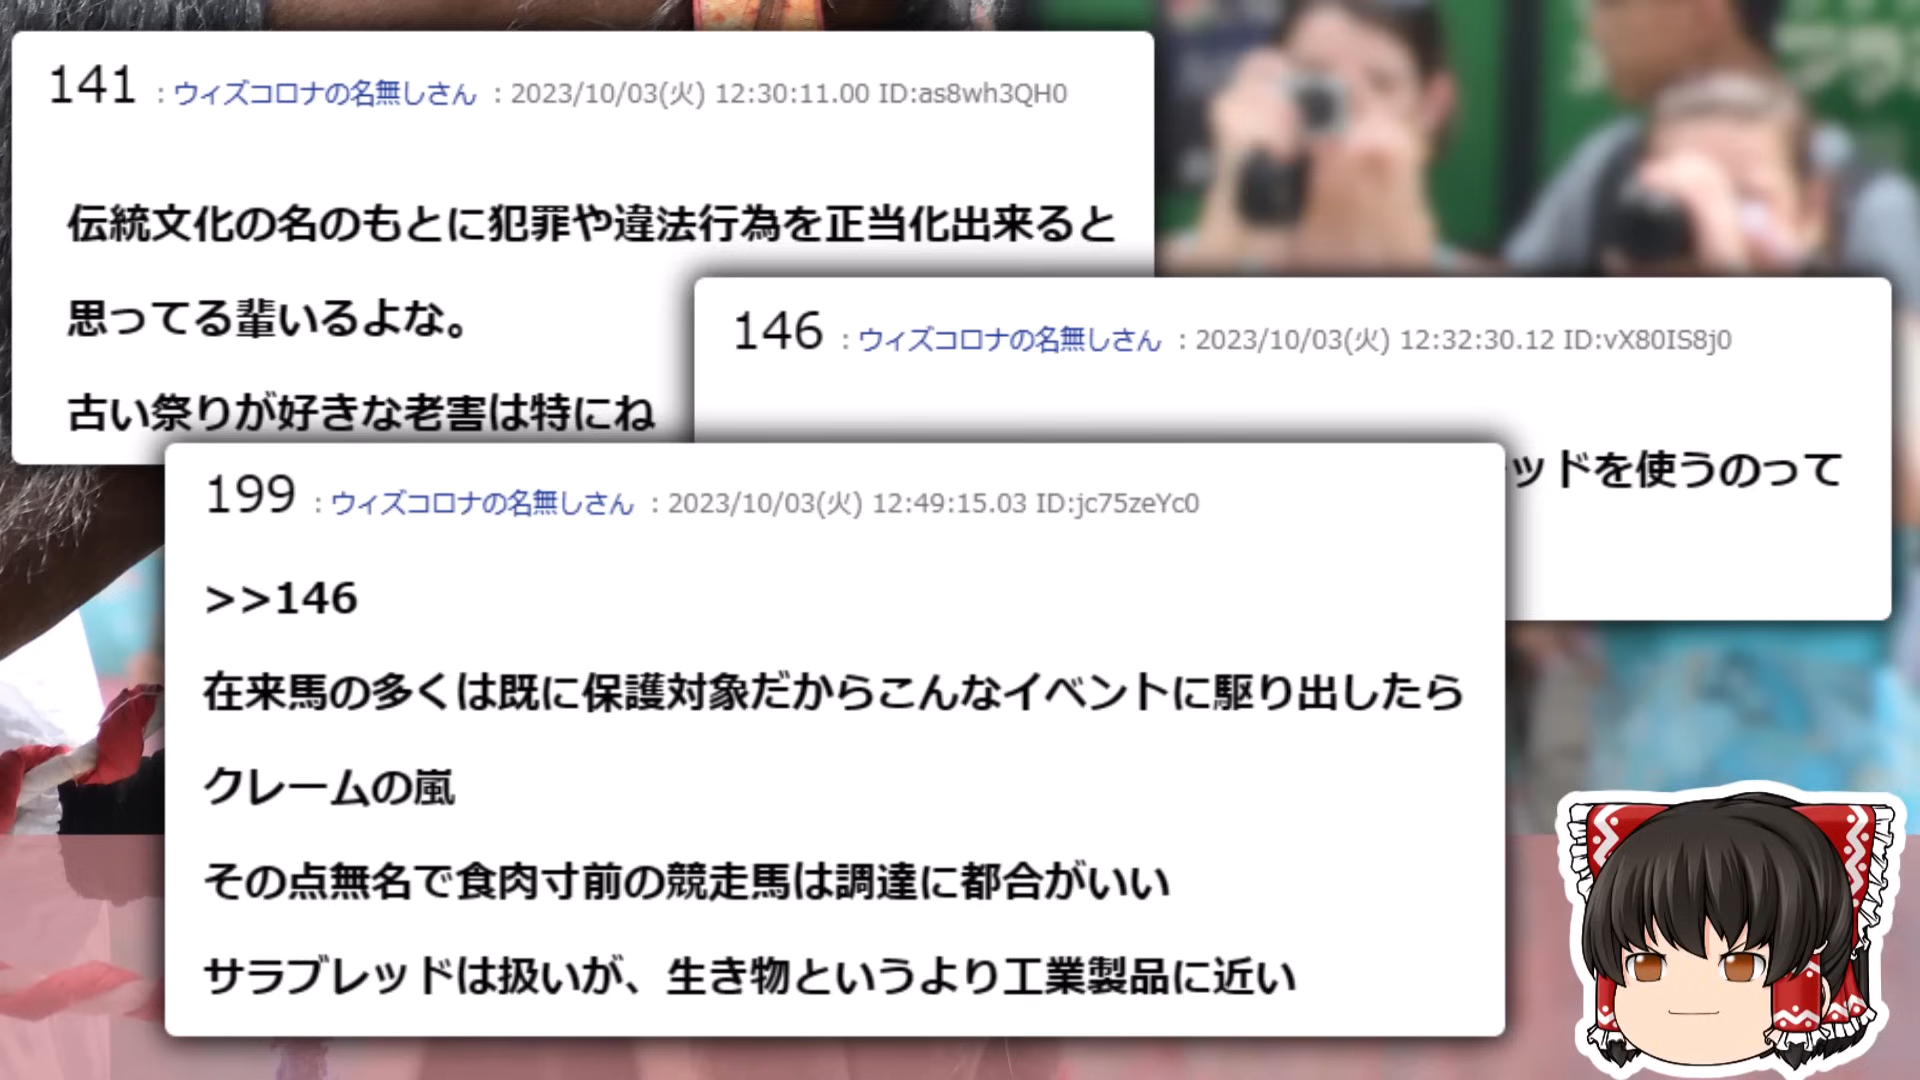 141 : ウィズコロナの名無しさん : 2023/10/03(火) 12:30:11.00 ID:as8wh3QH0
伝統文化の名のもとに犯罪や違法行為を正当化出来ると
思ってる輩いるよな。
古い祭りが好きな老害は特にね
146 : ウィズコロナの名無しさん : 2023/10/03(火) 12:32:30.12 ID:vX80IS8j0
ッドを使うのって
199 : ウィズコロナの名無しさん : 2023/10/03(火) 12:49:15.03 ID:jc75zeYc0
>>146
在来馬の多くは既に保護対象だからこんなイベントに駆り出したら
クレームの嵐
その点無名で食肉寸前の競走馬は調達に都合がいい
サラブレッドは扱いが、生き物というより工業製品に近い